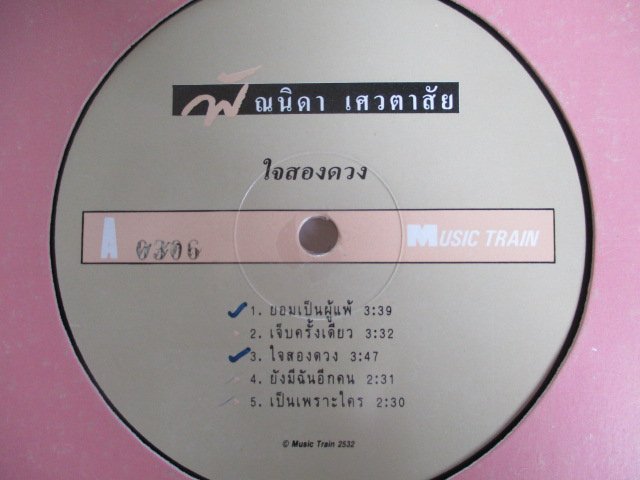 พัณนิดา เศวตาสัย
ใจสองดวง
A 0306 MUSIC TRAIN
1. ยอมเป็นผู้แพ้ 3:39
2. เจ็บครั้งเดียว 3:32
3. ใจสองดวง 3:47
4. ยังมีฉันอีกคน 2:31
5. เป็นเพราะใคร 2:30
© Music Train 2532